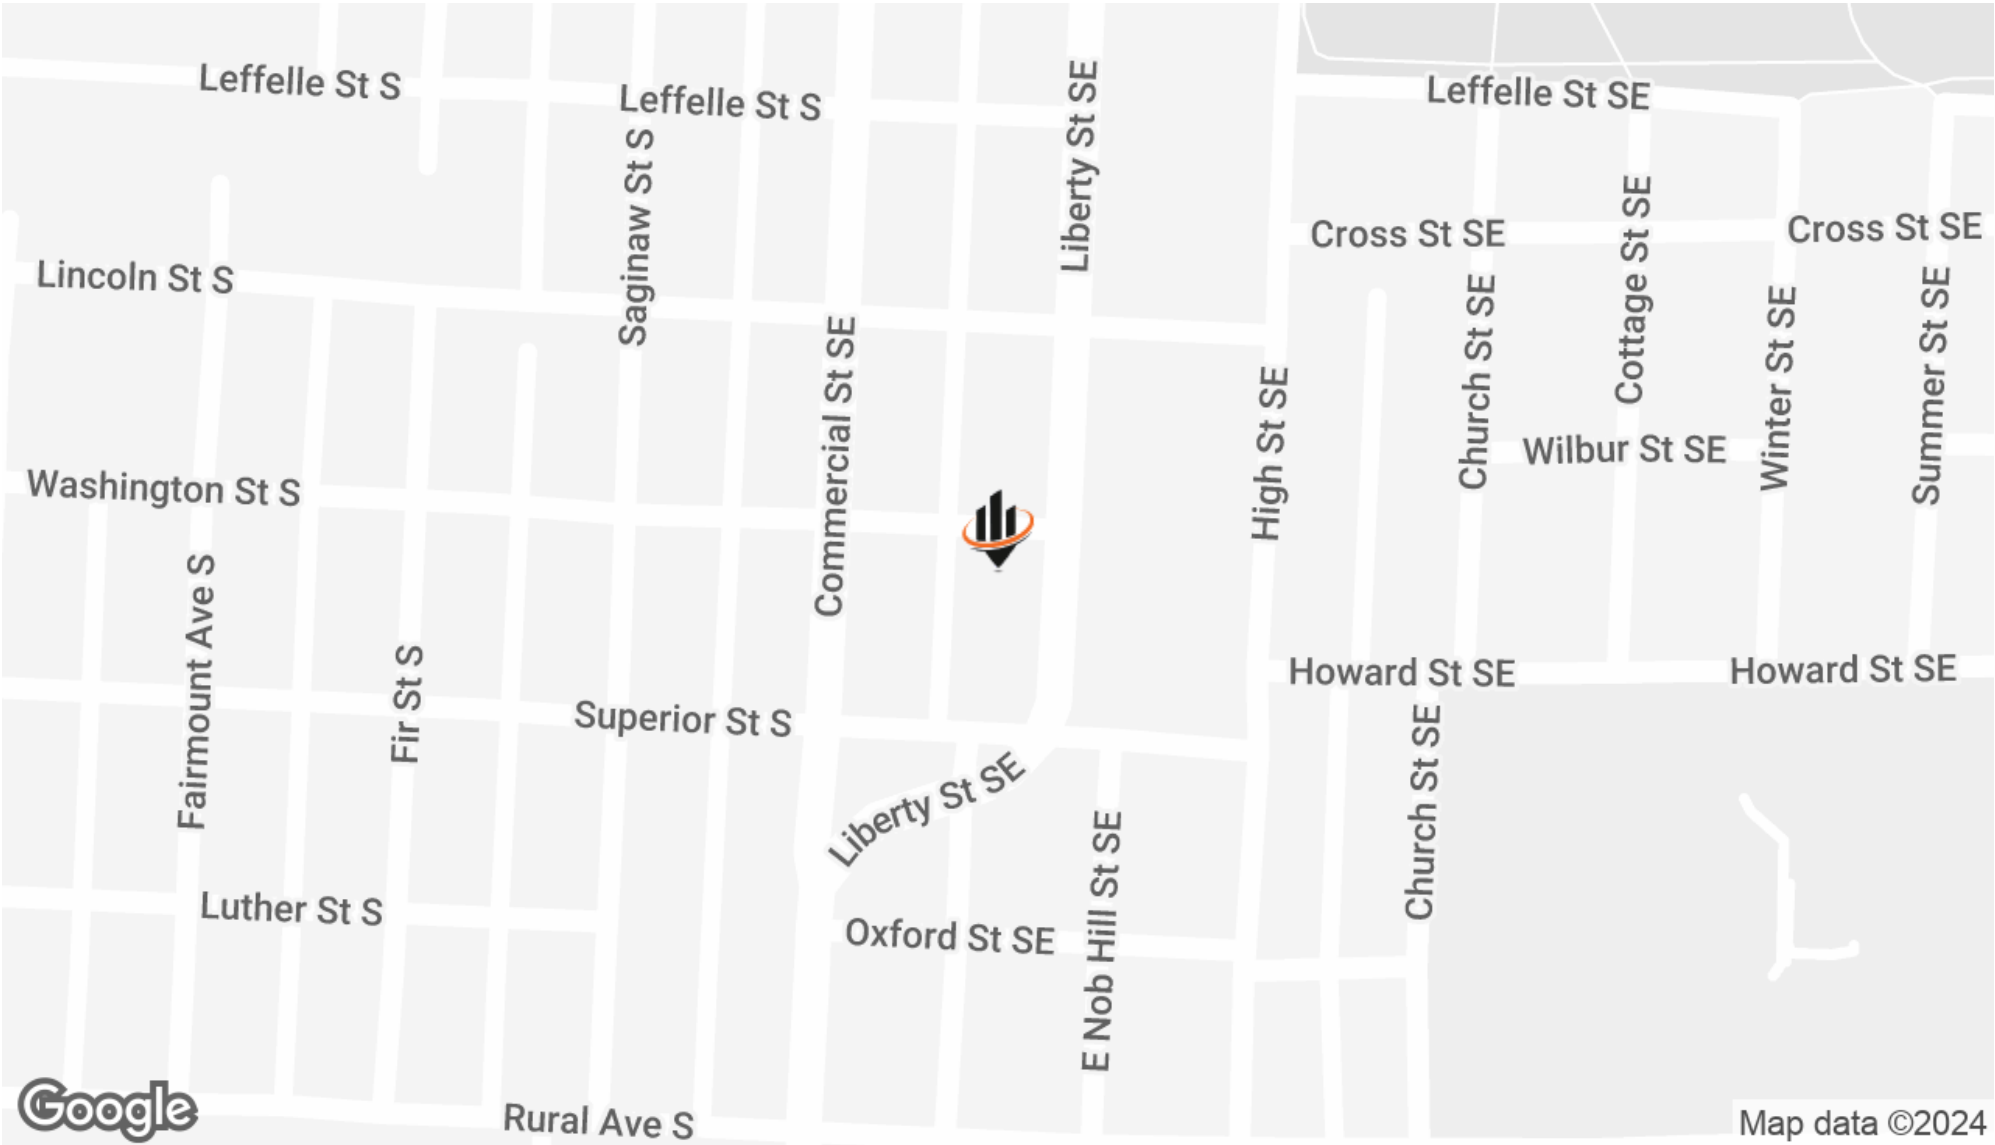 Leffelle St S
Leffelle St S
Leffelle St SE
Liberty St SE
Saginaw St S
Cross St SE
Cross St SE
Cottage St SE
Lincoln St S
Church St SE
Winter St SE
Summer St SE
Commercial St SE
High St SE
Wilbur St SE
Washington St S
Fairmount Ave S
Fir St S
Howard St SE
Howard St SE
Superior St S
Liberty St SE
Church St SE
E Nob Hill St SE
Luther St S
Oxford St SE
Google
Rural Ave S
Map data ©2024